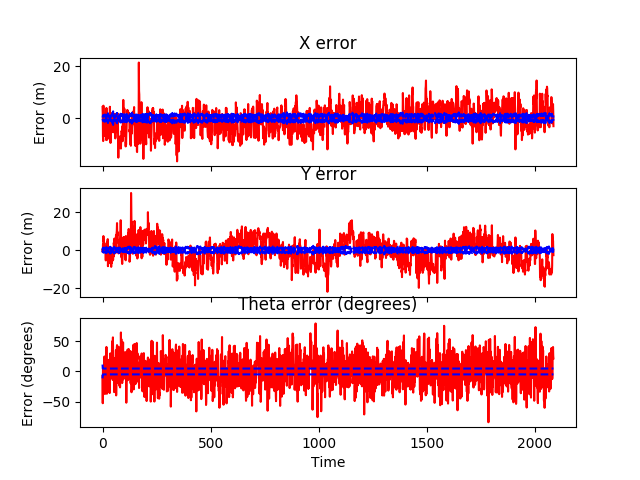 X error
20
0
Error (m)
Y error
20
0
−20
Error (m)
Theta error (degrees)
50
0
−50
Error (degrees)
0 500 1000 1500 2000
Time